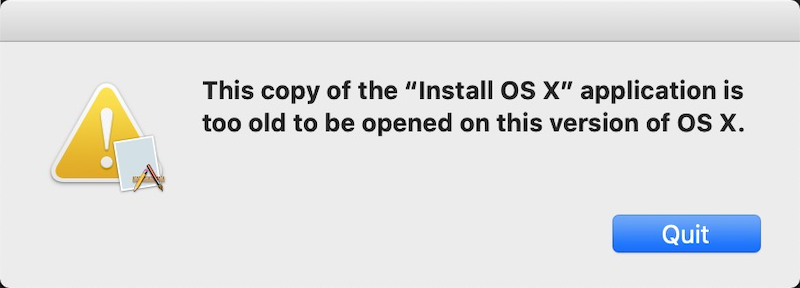 This copy of the “Install OS X” application is
too old to be opened on this version of OS X.
Quit